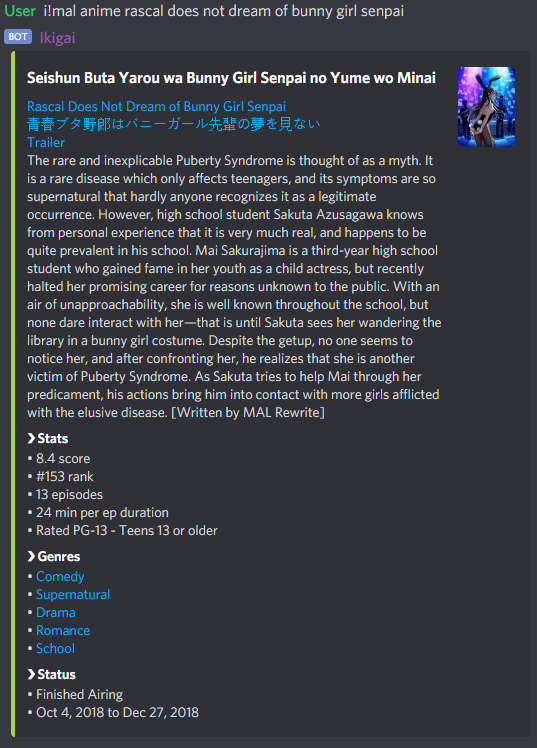 User i!mal anime rascal does not dream of bunny girl senpai
BOT Ikigai
Seishun Buta Yarou wa Bunny Girl Senpai no Yume wo Minai
Rascal Does Not Dream of Bunny Girl Senpai
青春ブタ野郎はバニーガール先輩の夢を見ない
Trailer
The rare and inexplicable Puberty Syndrome is thought of as a myth. It
is a rare disease which only affects teenagers, and its symptoms are so
supernatural that hardly anyone recognizes it as a legitimate
occurrence. However, high school student Sakuta Azusagawa knows
from personal experience that it is very much real, and happens to be
quite prevalent in his school. Mai Sakurajima is a third-year high school
student who gained fame in her youth as a child actress, but recently
halted her promising career for reasons unknown to the public. With an
air of unapproachability, she is well known throughout the school, but
none dare interact with her—that is until Sakuta sees her wandering the
library in a bunny girl costume. Despite the getup, no one seems to
notice her, and after confronting her, he realizes that she is another
victim of Puberty Syndrome. As Sakuta tries to help Mai through her
predicament, his actions bring him into contact with more girls afflicted
with the elusive disease. [Written by MAL Rewrite]
❯Stats
• 8.4 score
• #153 rank
• 13 episodes
• 24 min per ep duration
• Rated PG-13 - Teens 13 or older
❯Genres
• Comedy
• Supernatural
• Drama
• Romance
• School
❯Status
• Finished Airing
• Oct 4, 2018 to Dec 27, 2018